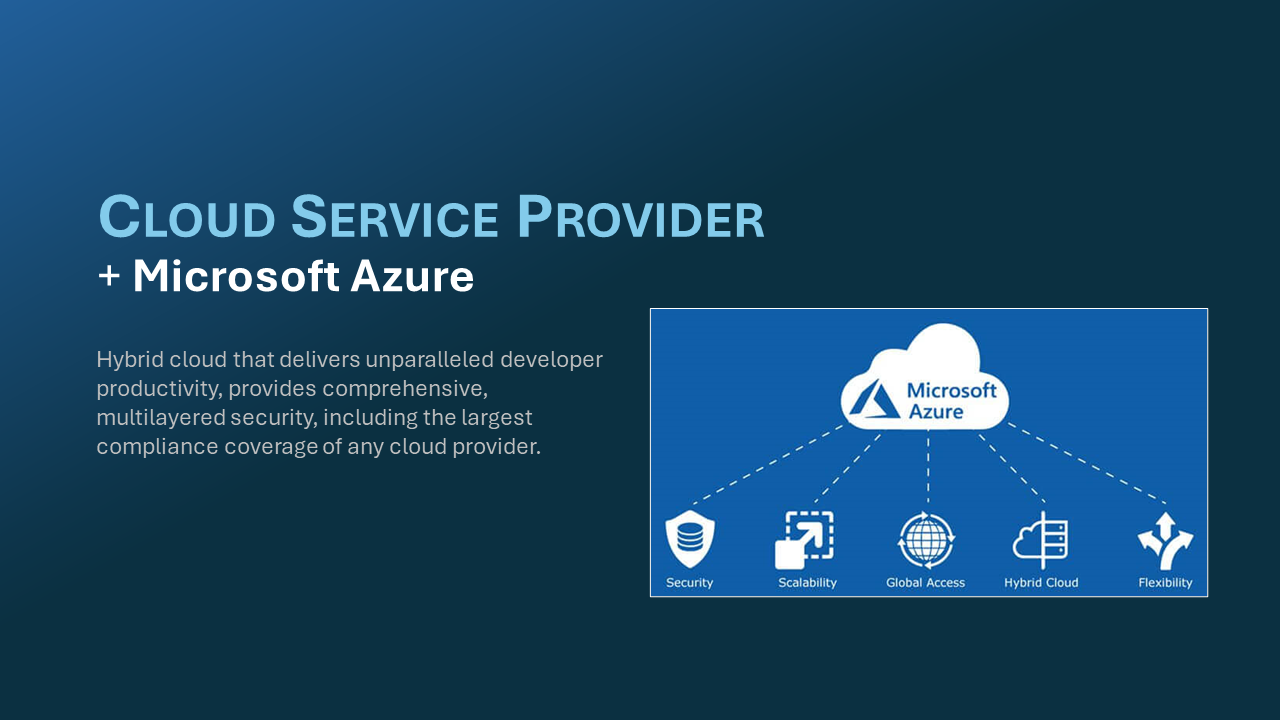 CLOUD SERVICE PROVIDER
+ Microsoft Azure
Hybrid cloud that delivers unparalleled developer
productivity, provides comprehensive,
multilayered security, including the largest
compliance coverage of any cloud provider.
Microsoft
Azure
Security
Scalability
Global Access
Hybrid Cloud
Flexibility